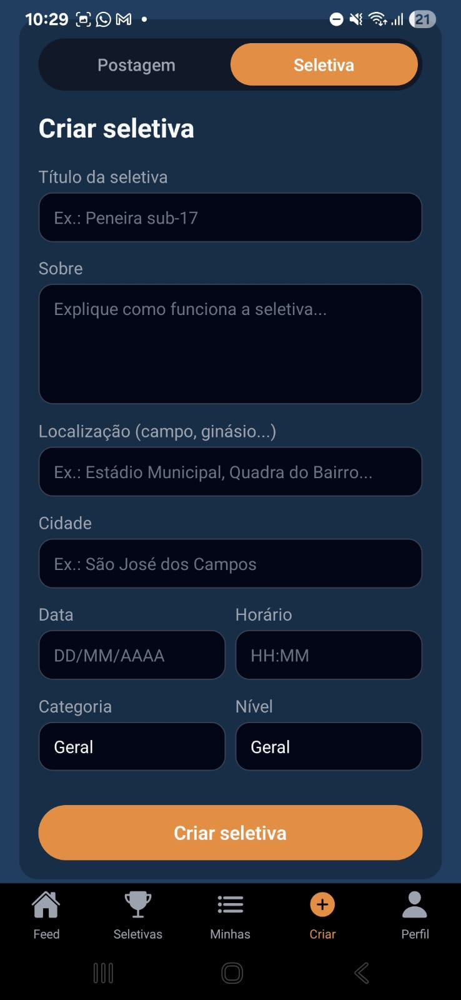 10:29 21
Postagem Seletiva
Criar seletiva
Título da seletiva
Ex.: Peneira sub-17
Sobre
Explique como funciona a seletiva...
Localização (campo, ginásio...)
Ex.: Estádio Municipal, Quadra do Bairro...
Cidade
Ex.: São José dos Campos
Data Horário
DD/MM/AAAA HH:MM
Categoria Nível
Geral Geral
Criar seletiva
Feed Seletivas Minhas Criar Perfil